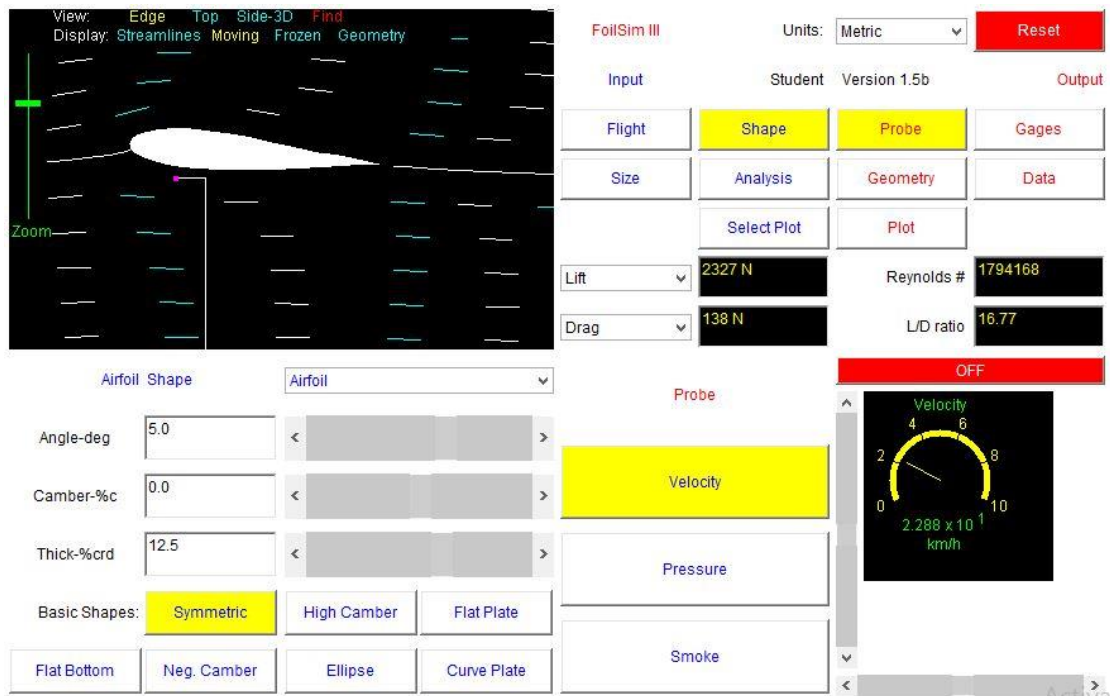 View: Edge Top Side-3D Find
Display: Streamlines Moving Frozen Geometry
Zoom
FoilSim III Units: Metric Reset
Input Student Version 1.5b Output
Flight Shape Probe Gages
Size Analysis Geometry Data
Select Plot Plot
Lift 2327 N Reynolds # 1794168
Drag 138 N L/D ratio 16.77
Airfoil Shape Airfoil
Angle-deg 5.0
Camber-%c 0.0
Thick-%crd 12.5
Basic Shapes: Symmetric High Camber Flat Plate
Flat Bottom Neg. Camber Ellipse Curve Plate
Probe
Velocity
Pressure
Smoke
OFF
Velocity
0 2 4 6 8 10
2.288 x 10 1
km/h